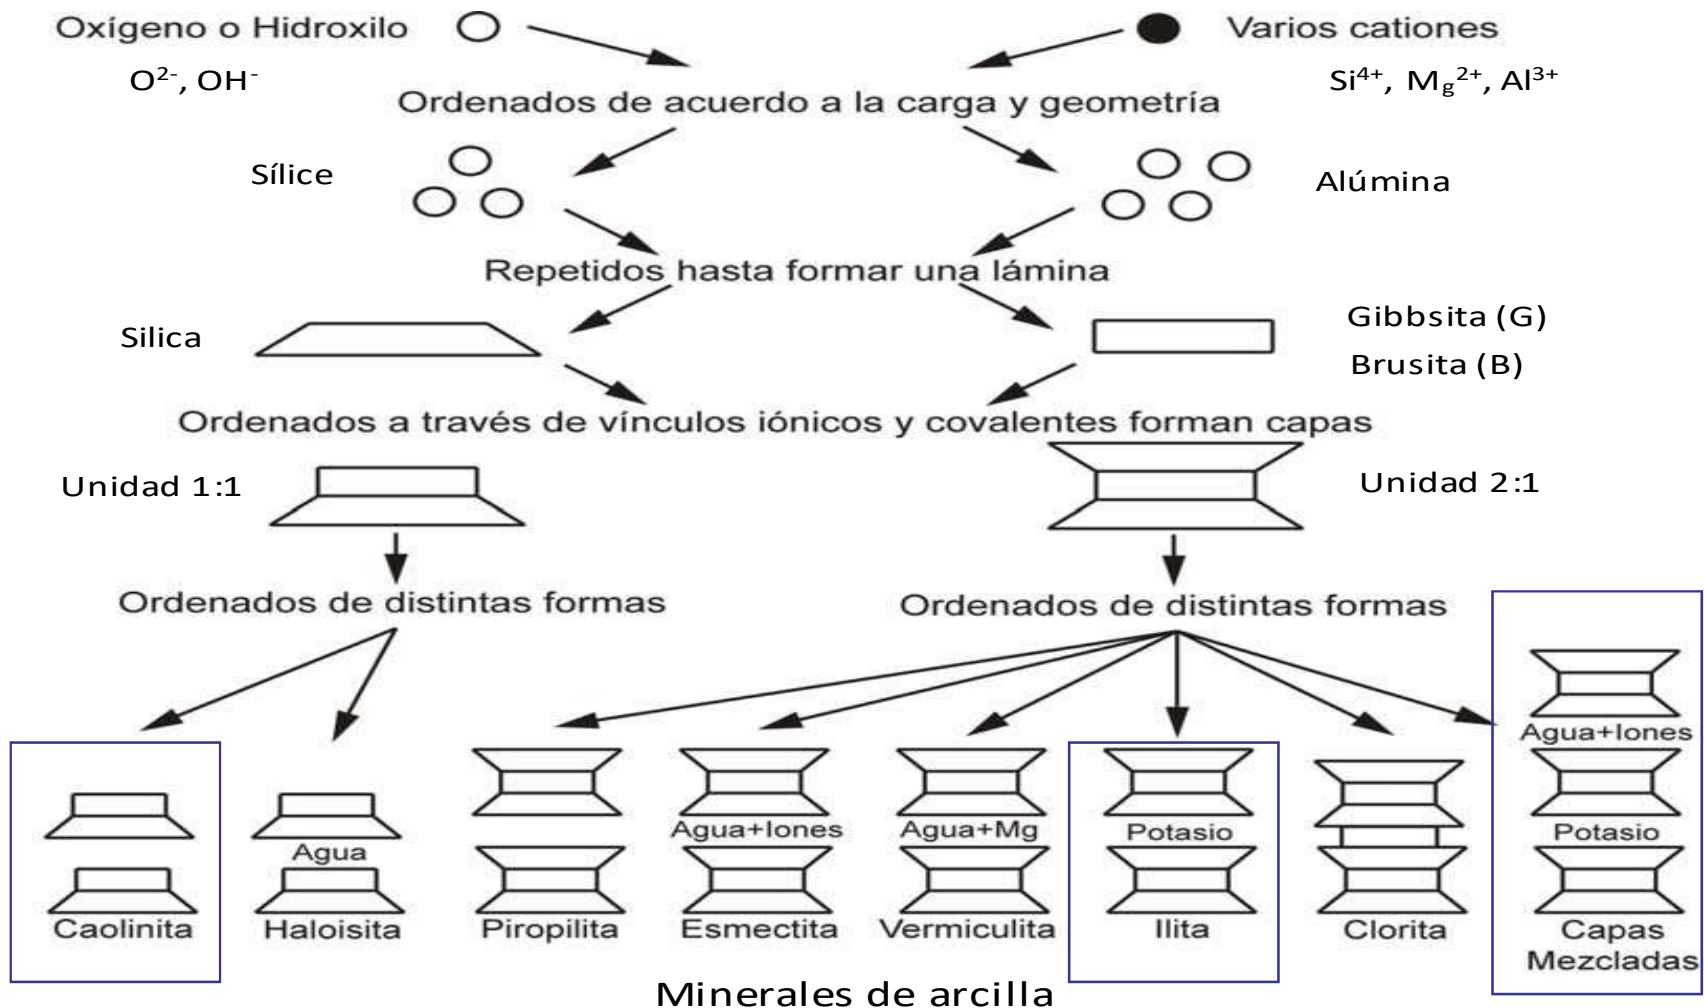 Oxígeno o Hidroxilo
Varios cationes
O²⁻, OH⁻
Si⁴⁺, Mg²⁺, Al³⁺
Ordenados de acuerdo a la carga y geometría
Sílice
Alúmina
Repetidos hasta formar una lámina
Silica
Gibbsita (G)
Brusita (B)
Ordenados a través de vínculos iónicos y covalentes forman capas
Unidad 1:1
Unidad 2:1
Ordenados de distintas formas
Ordenados de distintas formas
Agua+Iones
Agua
Agua+Iones
Agua+Mg
Potasio
Potasio
Caolinita
Haloisita
Piropilita
Esmectita
Vermiculita
Ilita
Clorita
Capas
Mezcladas
Minerales de arcilla